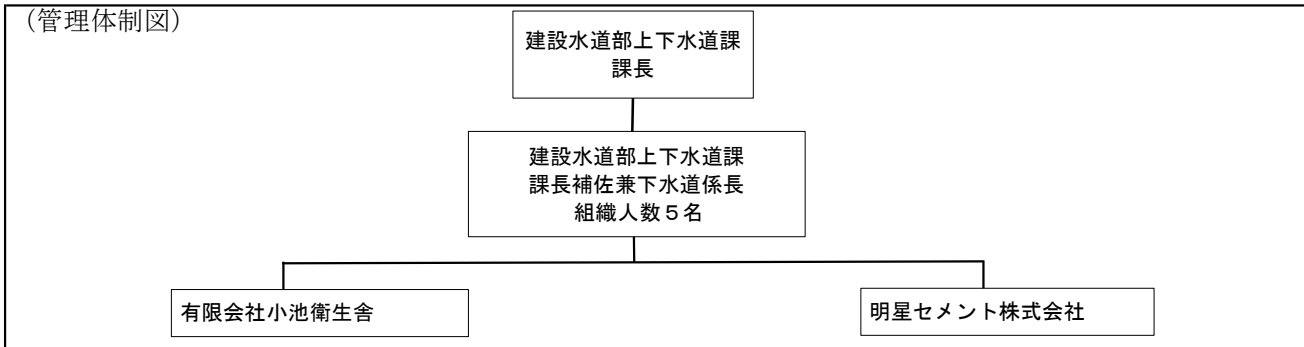 （管理体制図）
建設水道部上下水道課
課長
建設水道部上下水道課
課長補佐兼下水道係長
組織人数５名
有限会社小池衛生舎
明星セメント株式会社